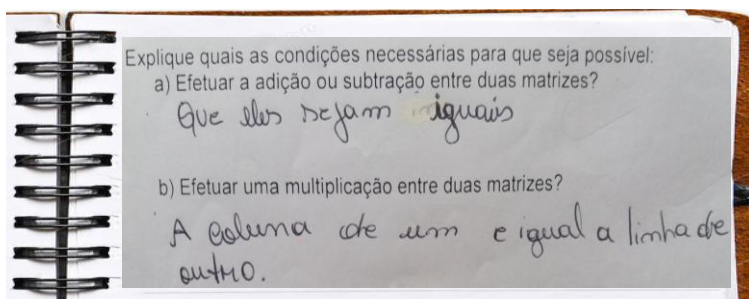 Explique quais as condições necessárias para que seja possível:
a) Efetuar a adição ou subtração entre duas matrizes?
Que eles sejam iguais
b) Efetuar uma multiplicação entre duas matrizes?
A coluna de um e igual a linha de
outro.